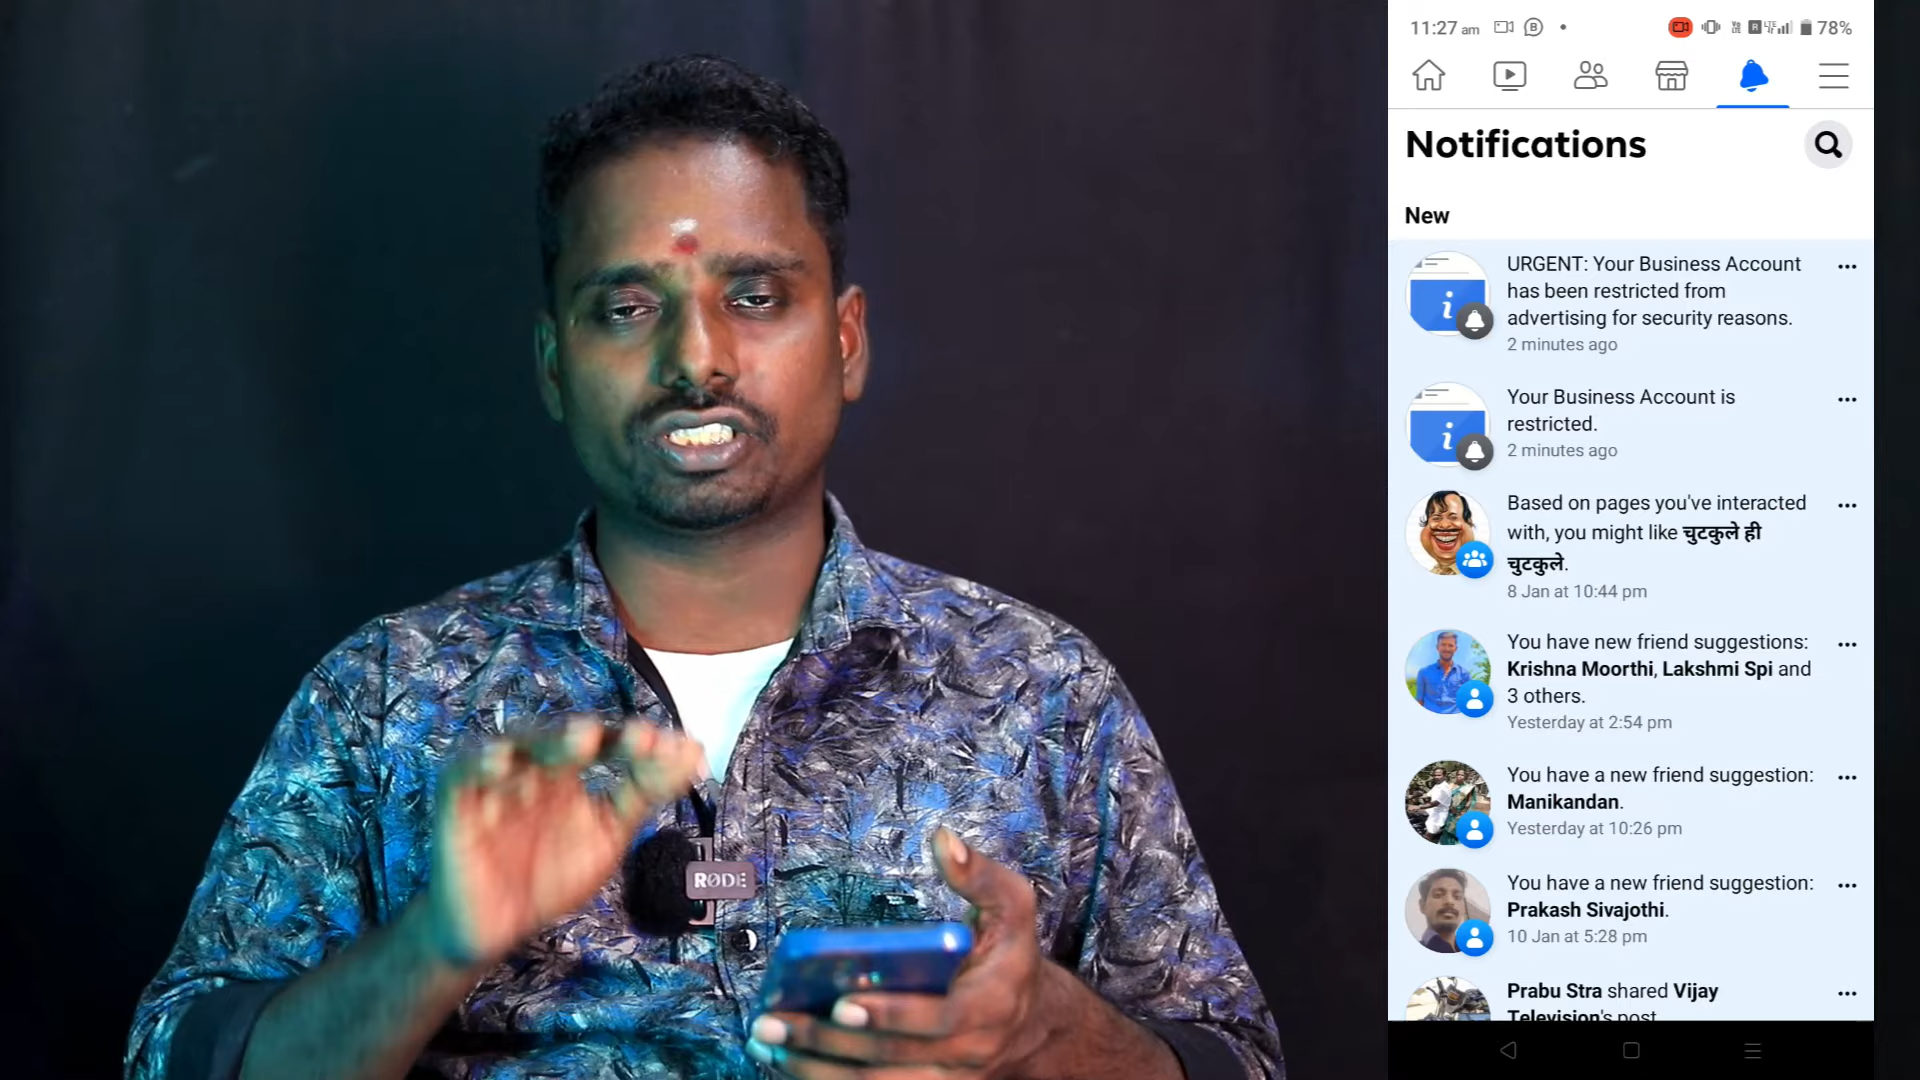 11:27 am
78%
Notifications
New
URGENT: Your Business Account
has been restricted from
advertising for security reasons.
2 minutes ago
Your Business Account is
restricted.
2 minutes ago
Based on pages you've interacted
with, you might like चुटकुले ही
चुटकुले.
8 Jan at 10:44 pm
You have new friend suggestions:
Krishna Moorthi, Lakshmi Spi and
3 others.
Yesterday at 2:54 pm
You have a new friend suggestion:
Manikandan.
Yesterday at 10:26 pm
You have a new friend suggestion:
Prakash Sivajothi.
10 Jan at 5:28 pm
Prabu Stra shared Vijay
Television's post
RØDE